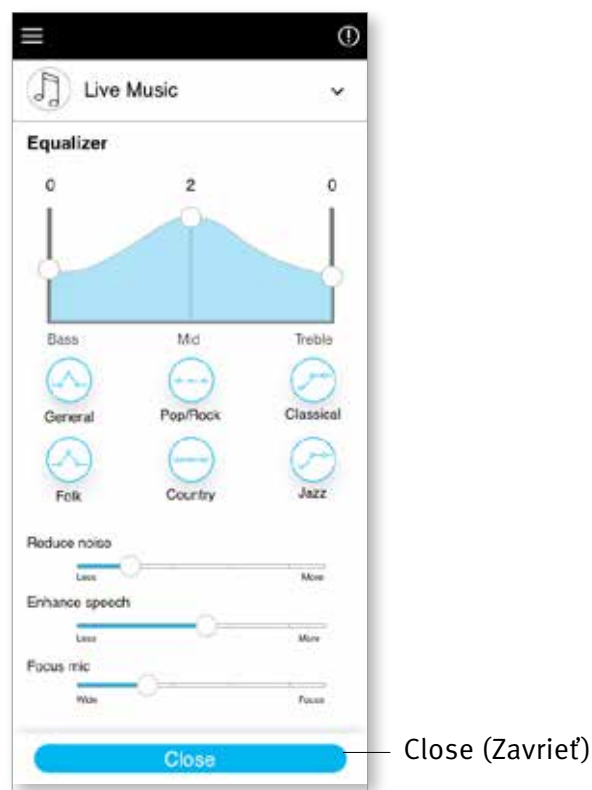 Live Music
Equalizer
0 2 0
Bass Mid Treble
General Pop/Rock Classical
Folk Country Jazz
Reduce noise
Less More
Enhance speech
Less More
Focus mic
Wide Focus
Close Close (Zavrieť)